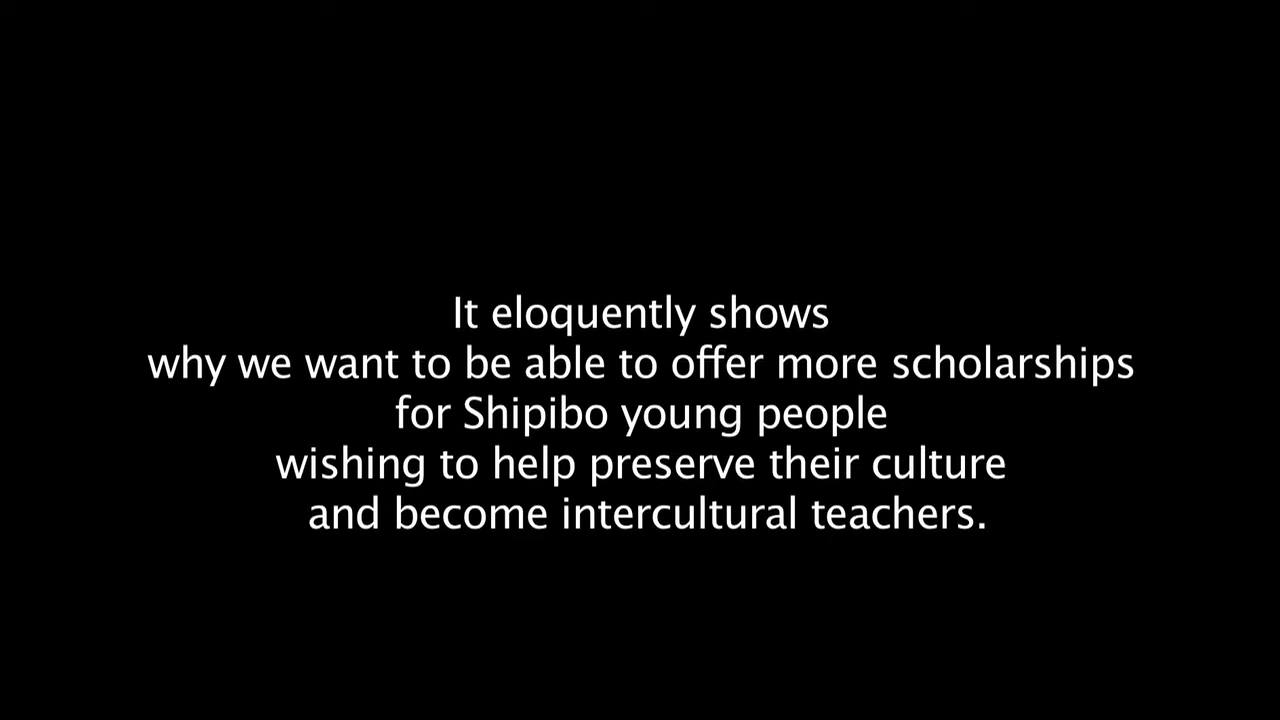 It eloquently shows
why we want to be able to offer more scholarships
for Shipibo young people
wishing to help preserve their culture
and become intercultural teachers.